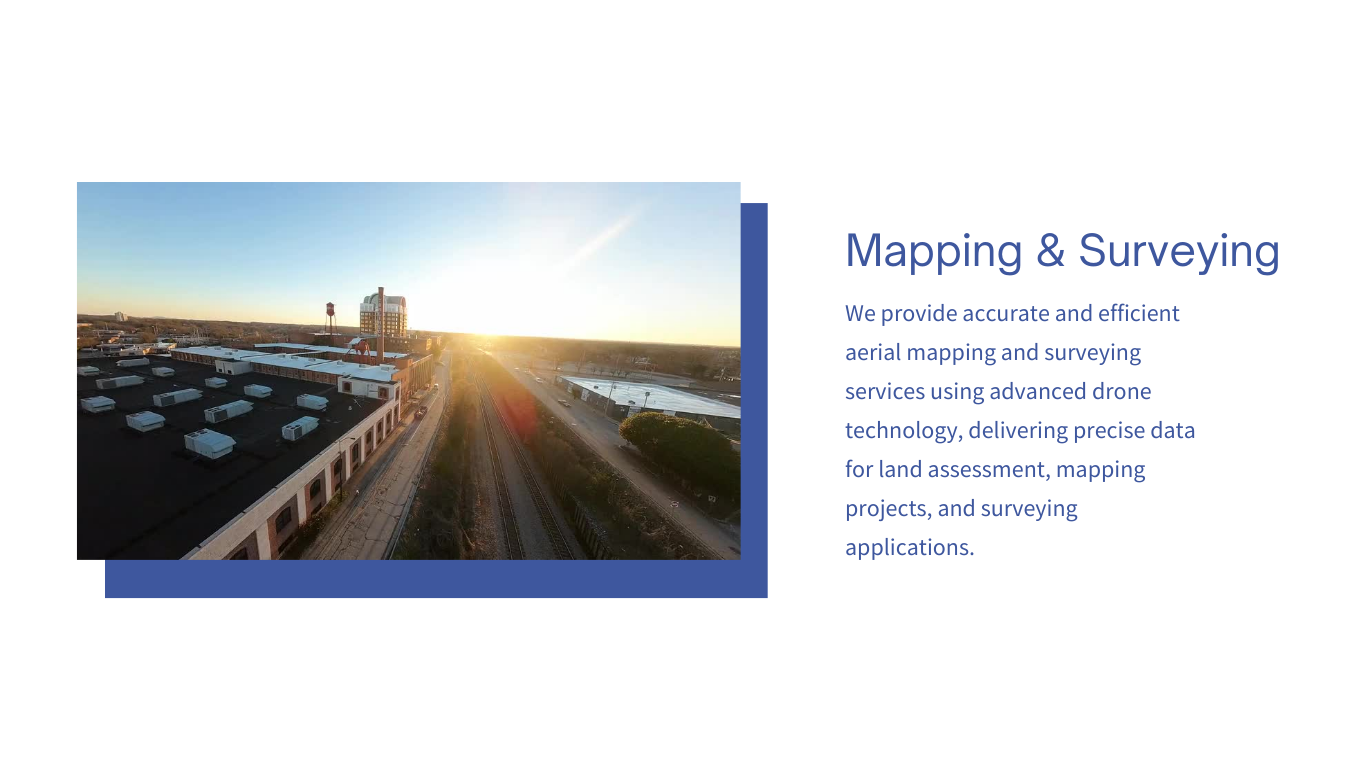 Mapping & Surveying
We provide accurate and efficient
aerial mapping and surveying
services using advanced drone
technology, delivering precise data
for land assessment, mapping
projects, and surveying
applications.